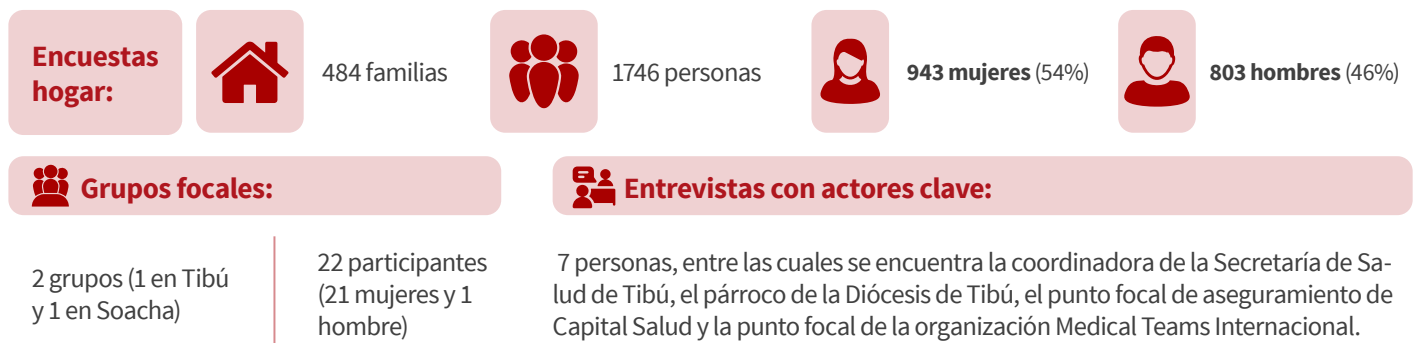 Encuestas
hogar:
484 familias
1746 personas
943 mujeres (54%)
803 hombres (46%)
Grupos focales:
2 grupos (1 en Tibú
y 1 en Soacha)
22 participantes
(21 mujeres y 1
hombre)
Entrevistas con actores clave:
7 personas, entre las cuales se encuentra la coordinadora de la Secretaría de Sa-
lud de Tibú, el párroco de la Diócesis de Tibú, el punto focal de aseguramiento de
Capital Salud y la punto focal de la organización Medical Teams Internacional.